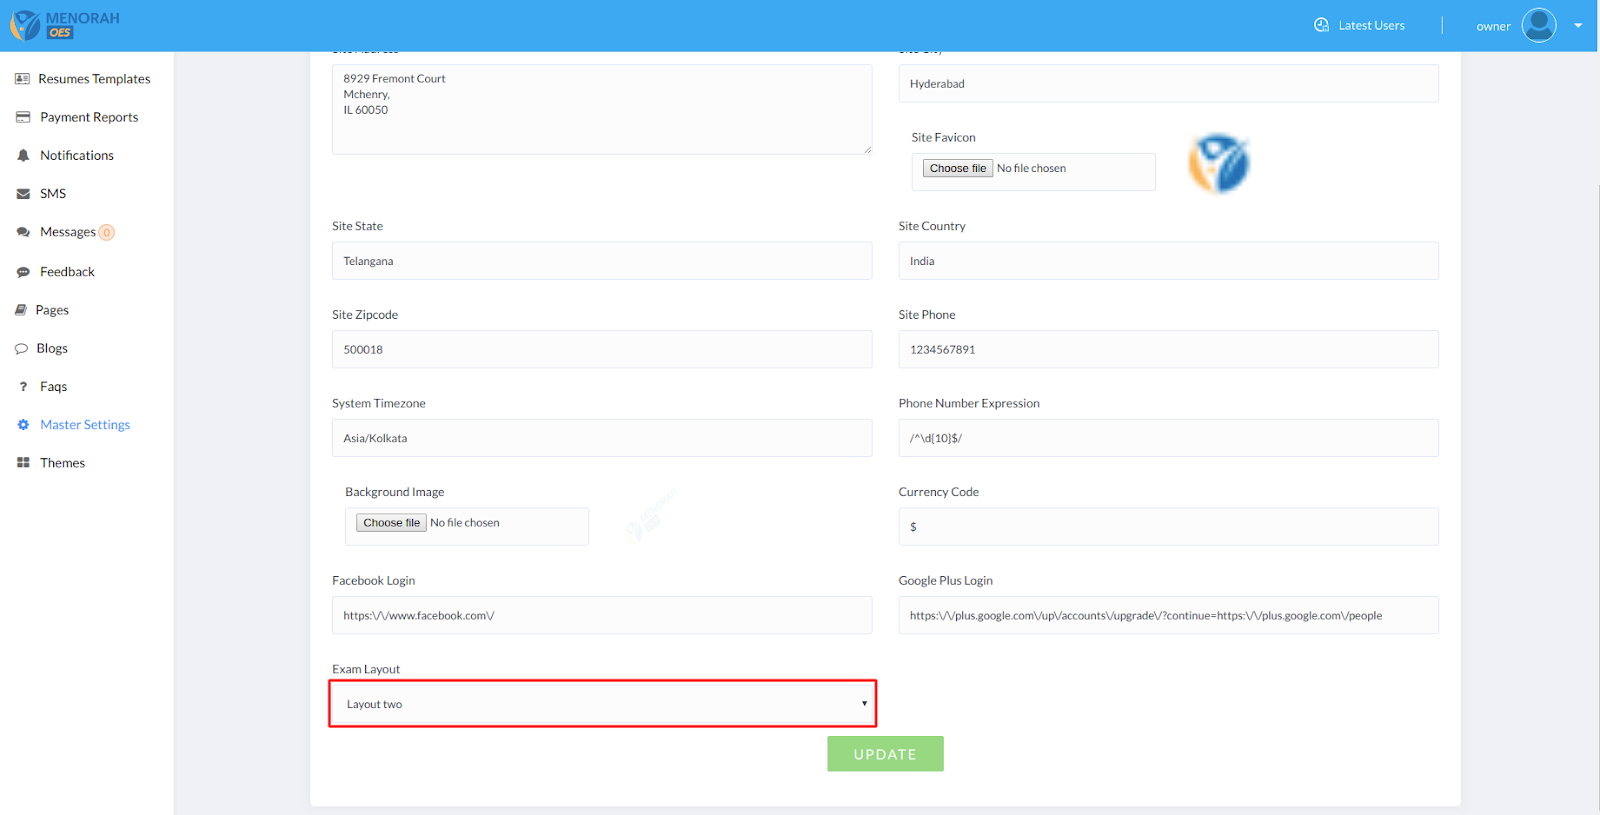 MENORAH
OES
Latest Users
owner
Resumes Templates
Payment Reports
Notifications
SMS
Messages 0
Feedback
Pages
Blogs
? Faqs
Master Settings
Themes
8929 Fremont Court
Mchenry,
IL 60050
Hyderabad
Site Favicon
Choose file No file chosen
Site State
Telangana
Site Country
India
Site Zipcode
500018
Site Phone
1234567891
System Timezone
Asia/Kolkata
Phone Number Expression
/^\d{10}$/
Background Image
Choose file No file chosen
MENORAH
Currency Code
$
Facebook Login
https:\/\/www.facebook.com\/
Google Plus Login
https:\/\/plus.google.com\/up\/accounts\/upgrade\/?continue=https:\/\/plus.google.com\/people
Exam Layout
Layout two
UPDATE